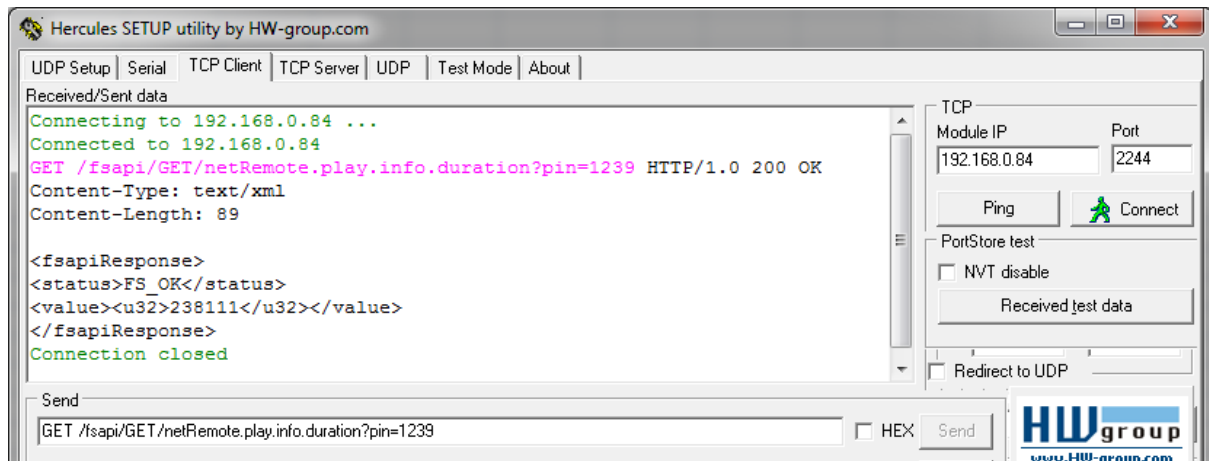 Hercules SETUP utility by HW-group.com
UDP Setup Serial TCP Client TCP Server UDP Test Mode About
Received/Sent data
Connecting to 192.168.0.84 ...
Connected to 192.168.0.84
GET /fsapi/GET/netRemote.play.info.duration?pin=1239 HTTP/1.0 200 OK
Content-Type: text/xml
Content-Length: 89
<fsapiResponse>
<status>FS_OK</status>
<value><u32>238111</u32></value>
</fsapiResponse>
Connection closed
TCP
Module IP Port
192.168.0.84 2244
Ping Connect
PortStore test
NVT disable
Received test data
Redirect to UDP
Send
GET /fsapi/GET/netRemote.play.info.duration?pin=1239 HEX Send
HW group
www.HW-group.com